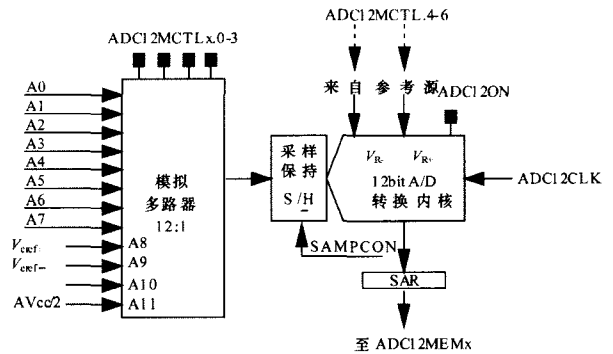 ADC12MCTLx.0-3
ADC12MCTL.4-6
来自参考源
ADC12ON
A0
A1
A2
A3
A4
A5
A6
A7
Veref
Veref−
AVcc/2
A8
A9
A10
A11
模拟
多路器
12:1
采样
保持
S/H
VR-
VR+
12bit A/D
转换内核
ADC12CLK
SAMPCON
SAR
至 ADC12MEMx